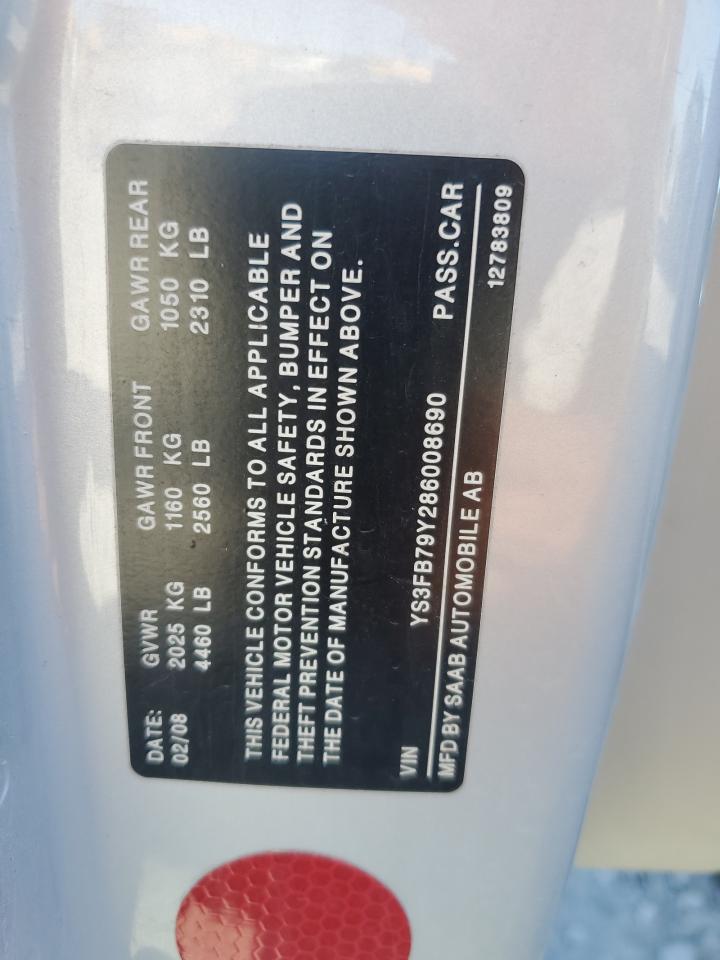 DATE: GVWR GAWR FRONT GAWR REAR
02/08 2025 KG 1160 KG 1050 KG
4460 LB 2560 LB 2310 LB
THIS VEHICLE CONFORMS TO ALL APPLICABLE
FEDERAL MOTOR VEHICLE SAFETY, BUMPER AND
THEFT PREVENTION STANDARDS IN EFFECT ON
THE DATE OF MANUFACTURE SHOWN ABOVE.
VIN YS3FB79Y286008690 PASS.CAR
MFD BY SAAB AUTOMOBILE AB 12783809